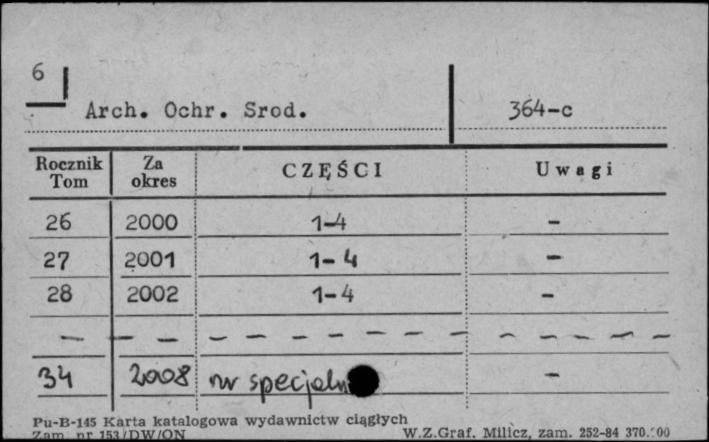 6
Arch. Ochr. Srod. 364-c
Rocznik Tom Za okres CZĘŚCI Uwagi
26 2000 1-4 -
27 2001 1-4 -
28 2002 1-4 -
- - - - - - - - - - - - - - -
34 2008 nr specjaln -
Pu-B-145 Karta katalogowa wydawnictw ciągłych
Zam. nr 153/DW/ON W.Z.Graf. Milicz, zam. 252-84 370.000